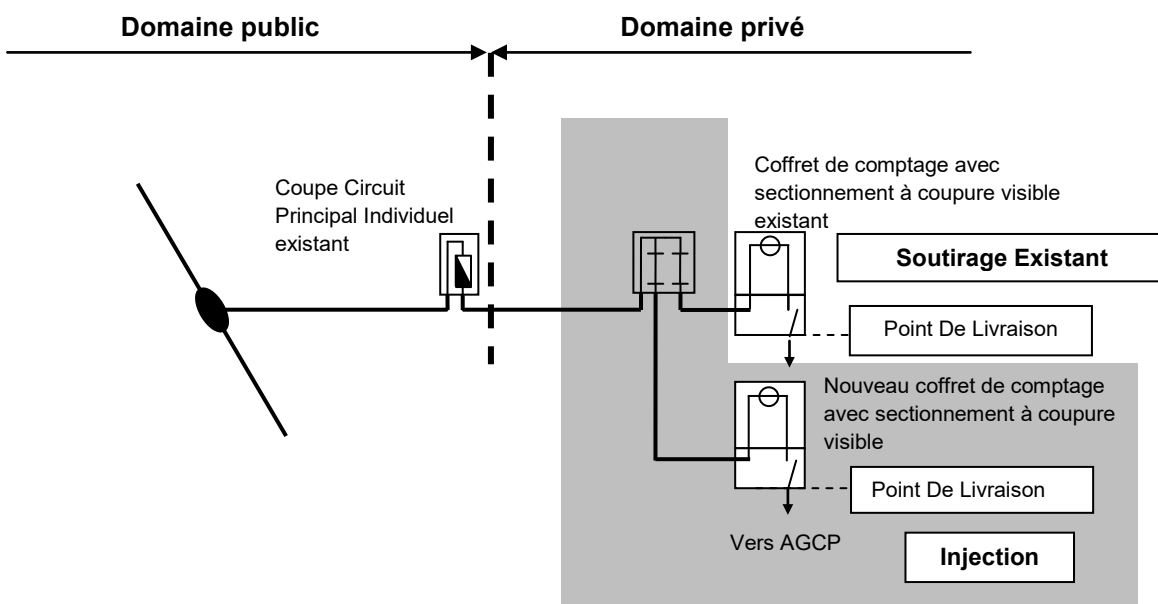 Domaine public
Domaine privé
Coupe Circuit
Principal Individuel
existant
Coffret de comptage avec
sectionnement à coupure visible
existant
Soutirage Existant
Point De Livraison
Nouveau coffret de comptage
avec sectionnement à coupure
visible
Point De Livraison
Vers AGCP
Injection